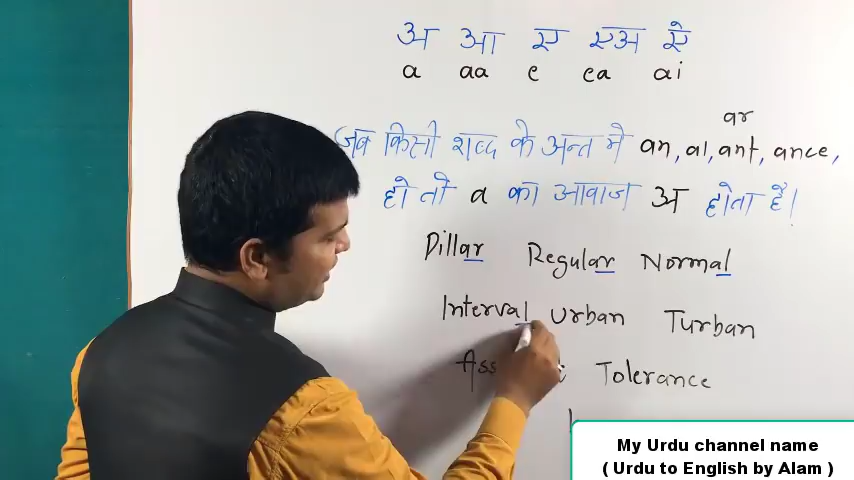 अ आ ए एअ ऐ
a aa e ea ai
ar
जब किसी शब्द के अन्त में an, al, ant, ance,
हो तो a का आवाज अ होता है।
Pillar Regular Normal
Interval Urban Turban
Ass Tolerance
My Urdu channel name
( Urdu to English by Alam )